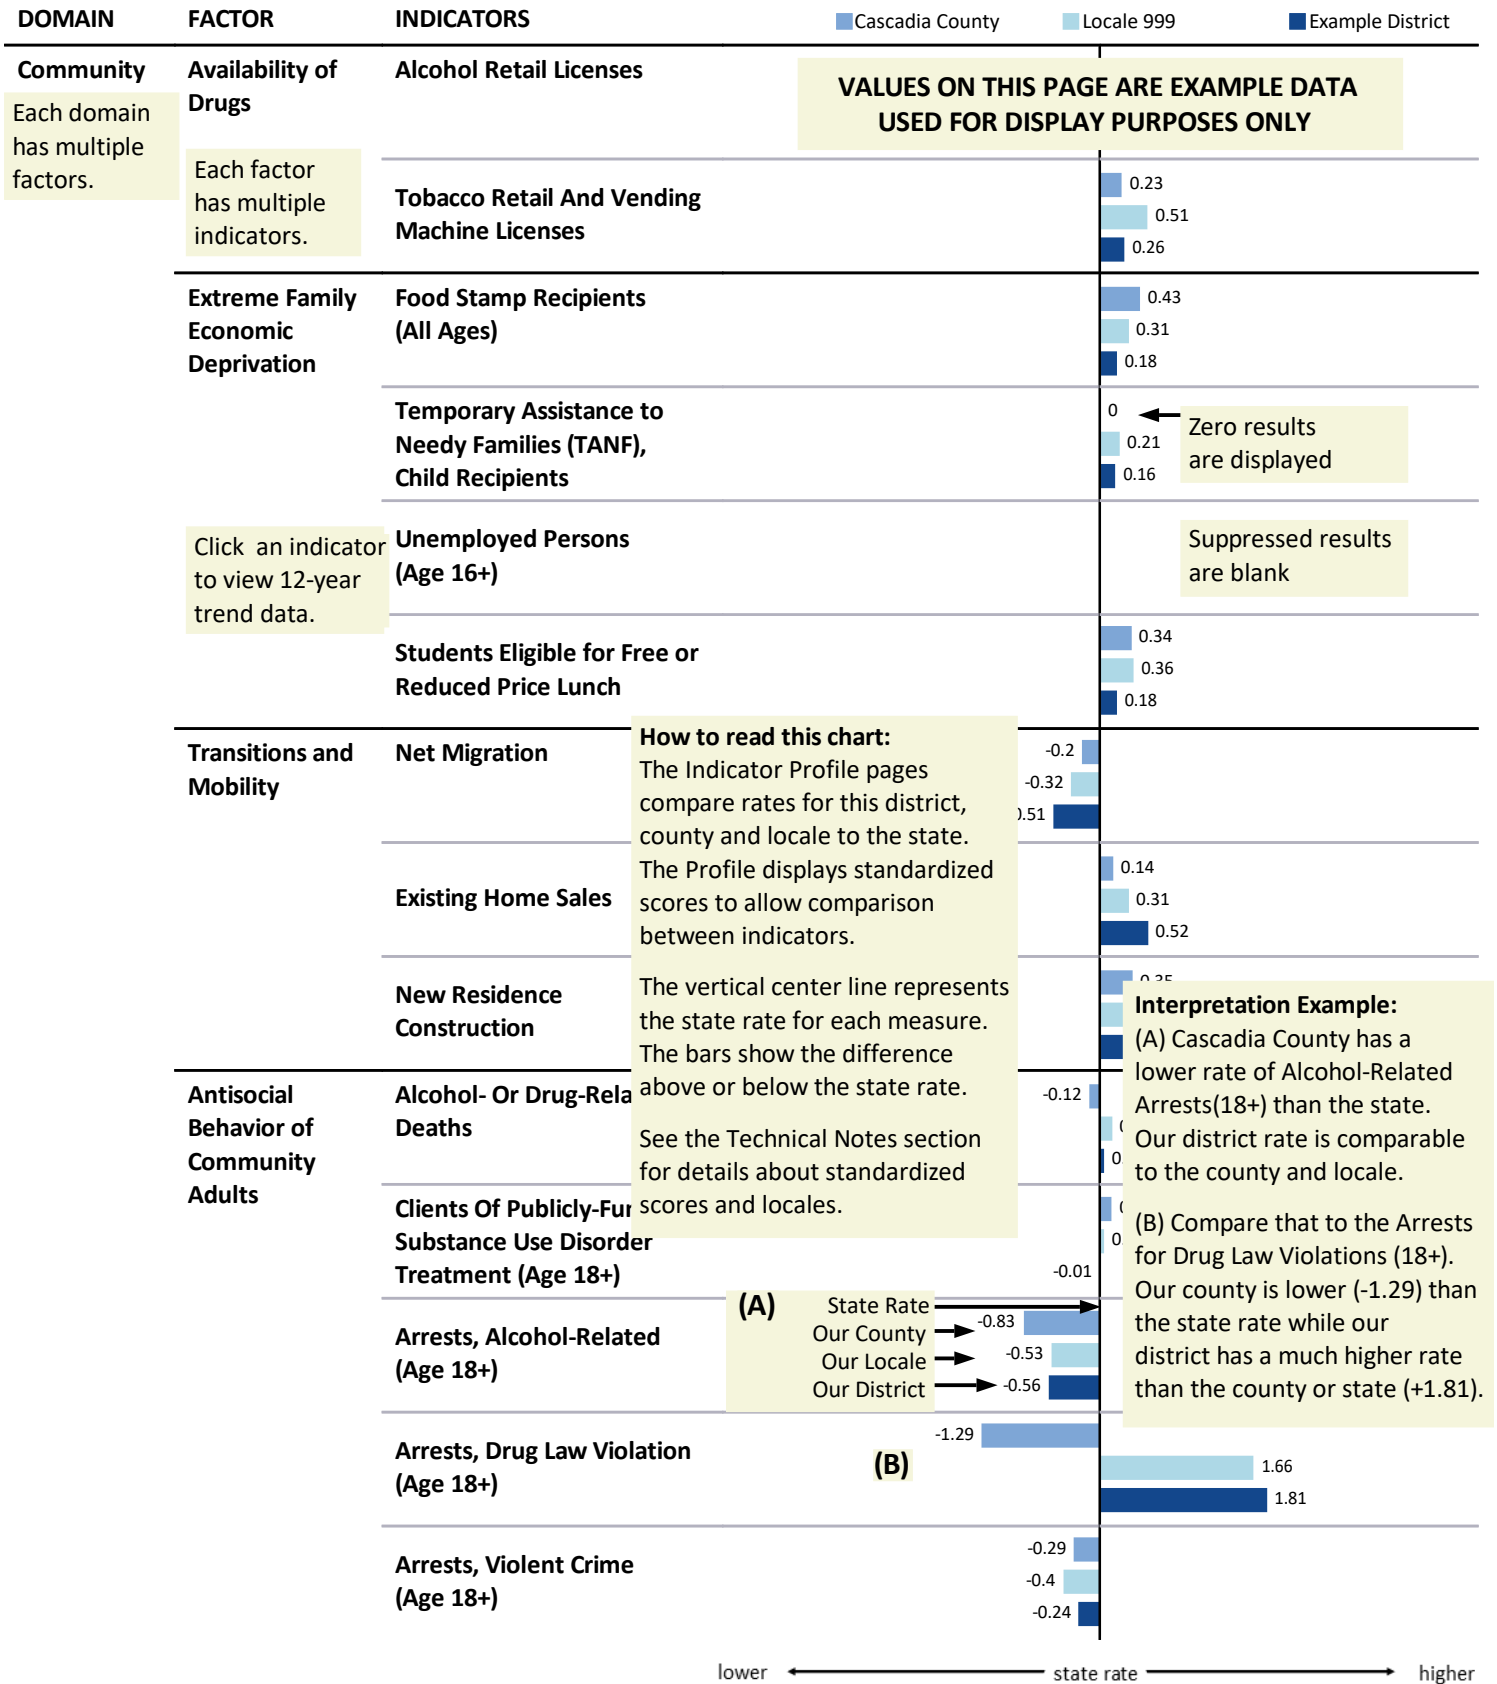 DOMAIN FACTOR INDICATORS Cascadia County Locale 999 Example District
Community
Each domain
has multiple
factors.
Availability of
Drugs
Each factor
has multiple
indicators.
Alcohol Retail Licenses
VALUES ON THIS PAGE ARE EXAMPLE DATA
USED FOR DISPLAY PURPOSES ONLY
Tobacco Retail And Vending
Machine Licenses
0.23
0.51
0.26
Extreme Family
Economic
Deprivation
Food Stamp Recipients
(All Ages)
0.43
0.31
0.18
Temporary Assistance to
Needy Families (TANF),
Child Recipients
0
0.21
0.16
Zero results
are displayed
Click an indicator
to view 12-year
trend data.
Unemployed Persons
(Age 16+)
Suppressed results
are blank
Students Eligible for Free or
Reduced Price Lunch
0.34
0.36
0.18
Transitions and
Mobility
Net Migration
-0.2
-0.32
.51
How to read this chart:
The Indicator Profile pages
compare rates for this district,
county and locale to the state.
The Profile displays standardized
scores to allow comparison
between indicators.
The vertical center line represents
the state rate for each measure.
The bars show the difference
above or below the state rate.
See the Technical Notes section
for details about standardized
scores and locales.
Existing Home Sales
0.14
0.31
0.52
New Residence
Construction
Interpretation Example:
(A) Cascadia County has a
lower rate of Alcohol-Related
Arrests(18+) than the state.
Our district rate is comparable
to the county and locale.
(B) Compare that to the Arrests
for Drug Law Violations (18+).
Our county is lower (-1.29) than
the state rate while our
district has a much higher rate
than the county or state (+1.81).
Antisocial
Behavior of
Community
Adults
Alcohol- Or Drug-Rela
Deaths
-0.12
0.
Clients Of Publicly-Fu
Substance Use Disorder
Treatment (Age 18+)
0.
-0.01
Arrests, Alcohol-Related
(Age 18+)
(A)
State Rate
Our County
Our Locale
Our District
-0.83
-0.53
-0.56
Arrests, Drug Law Violation
(Age 18+)
(B)
-1.29
1.66
1.81
Arrests, Violent Crime
(Age 18+)
-0.29
-0.4
-0.24
lower state rate higher